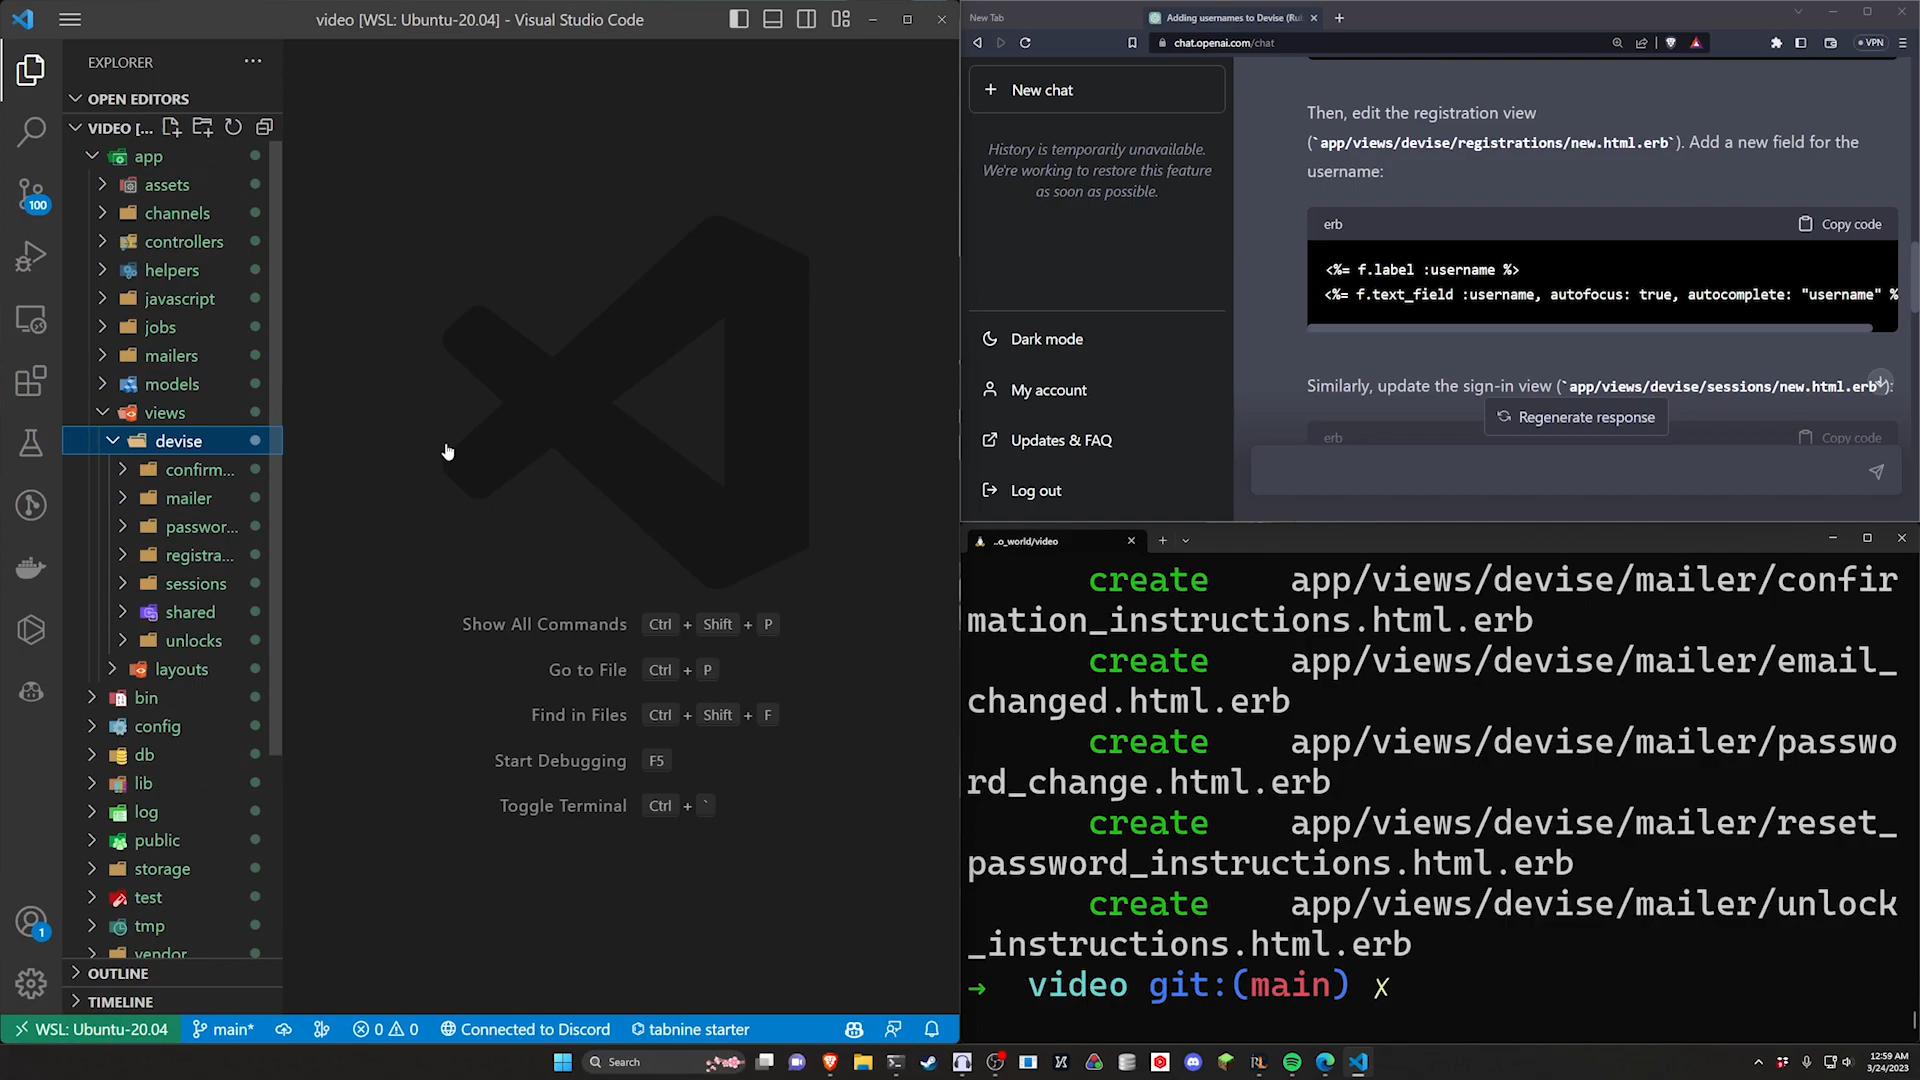 video [WSL: Ubuntu-20.04] - Visual Studio Code
EXPLORER
OPEN EDITORS
VIDEO [...
app
assets
channels
controllers
helpers
javascript
jobs
mailers
models
views
devise
confirm...
mailer
passwor...
registra...
sessions
shared
unlocks
layouts
bin
config
db
lib
log
public
storage
test
tmp
vendor
OUTLINE
TIMELINE
100
1
Show All Commands Ctrl + Shift + P
Go to File Ctrl + P
Find in Files Ctrl + Shift + F
Start Debugging F5
Toggle Terminal Ctrl + `
WSL: Ubuntu-20.04 main* 0 0 Connected to Discord tabnine starter
New Tab
Adding usernames to Devise (Ru
chat.openai.com/chat
VPN
New chat
History is temporarily unavailable.
We're working to restore this feature
as soon as possible.
Dark mode
My account
Updates & FAQ
Log out
Then, edit the registration view
(`app/views/devise/registrations/new.html.erb`). Add a new field for the
username:
erb Copy code
<%= f.label :username %>
<%= f.text_field :username, autofocus: true, autocomplete: "username" %
Similarly, update the sign-in view (`app/views/devise/sessions/new.html.erb`):
Regenerate response
erb Copy code
..o_world/video
create app/views/devise/mailer/confir
mation_instructions.html.erb
create app/views/devise/mailer/email_
changed.html.erb
create app/views/devise/mailer/passwo
rd_change.html.erb
create app/views/devise/mailer/reset_
password_instructions.html.erb
create app/views/devise/mailer/unlock
_instructions.html.erb
→ video git:(main) ✗
Search
12:59 AM
3/24/2023